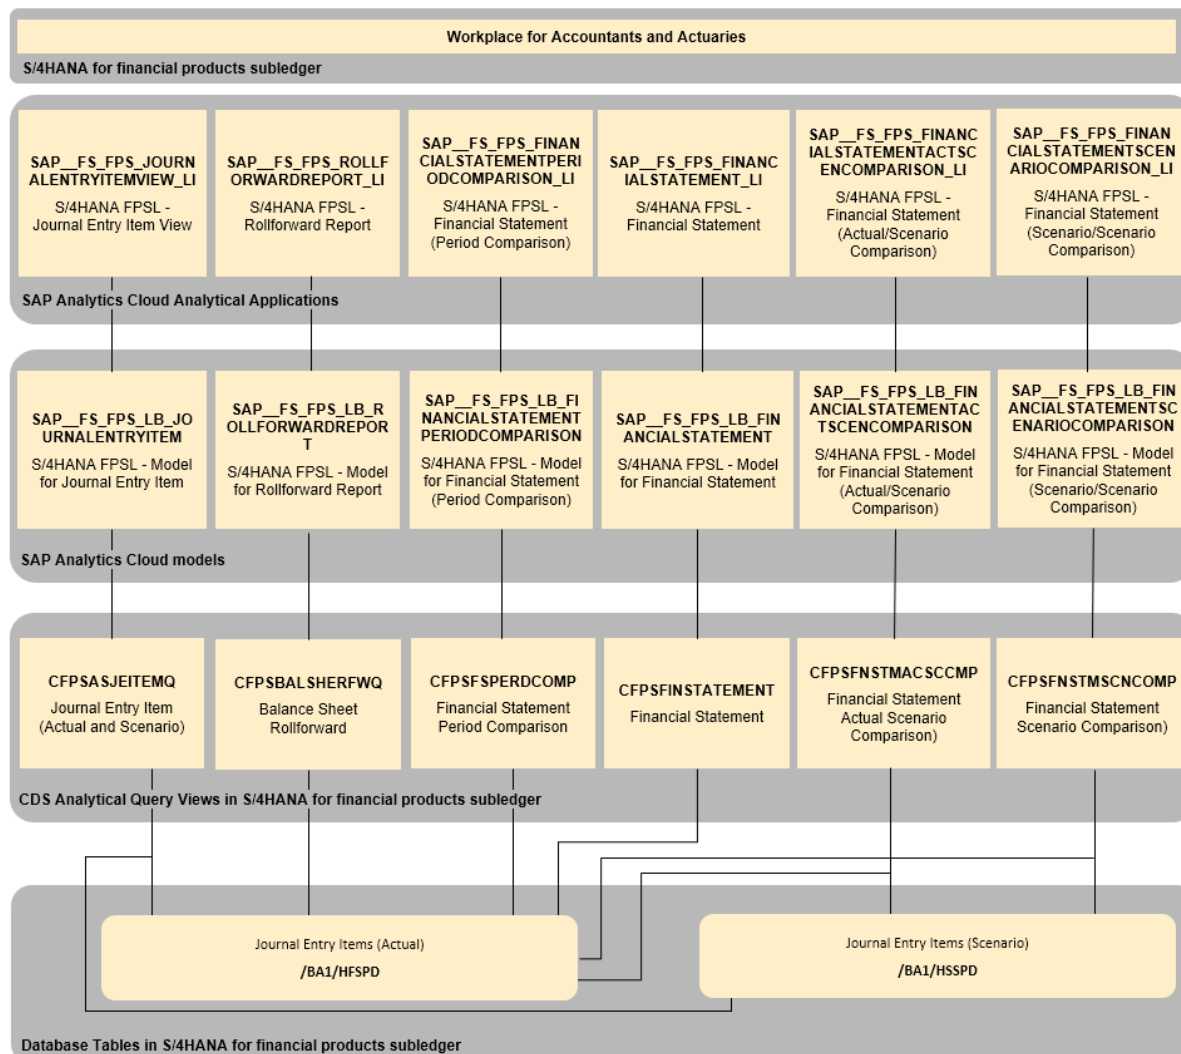 Workplace for Accountants and Actuaries
S/4HANA for financial products subledger
SAP__FS_FPS_JOURN
ALENTRYITEMVIEW_LI
S/4HANA FPSL -
Journal Entry Item View
SAP__FS_FPS_ROLLF
ORWARDREPORT_LI
S/4HANA FPSL -
Rollforward Report
SAP__FS_FPS_FINAN
CIALSTATEMENTPERI
ODCOMPARISON_LI
S/4HANA FPSL -
Financial Statement
(Period Comparison)
SAP__FS_FPS_FINANC
IALSTATEMENT_LI
S/4HANA FPSL -
Financial Statement
SAP__FS_FPS_FINANC
IALSTATEMENTACTSC
ENCOMPARISON_LI
S/4HANA FPSL -
Financial Statement
(Actual/Scenario
Comparison)
SAP__FS_FPS_FINAN
CIALSTATEMENTSCEN
ARIOCOMPARISON_LI
S/4HANA FPSL -
Financial Statement
(Scenario/Scenario
Comparison)
SAP Analytics Cloud Analytical Applications
SAP__FS_FPS_LB_JO
URNALENTRYITEM
S/4HANA FPSL - Model
for Journal Entry Item
SAP__FS_FPS_LB_R
OLLFORWARDREPOR
T
S/4HANA FPSL - Model
for Rollforward Report
SAP__FS_FPS_LB_FI
NANCIALSTATEMENT
PERIODCOMPARISON
S/4HANA FPSL - Model
for Financial Statement
(Period Comparison)
SAP__FS_FPS_LB_FIN
ANCIALSTATEMENT
S/4HANA FPSL - Model
for Financial Statement
SAP__FS_FPS_LB_FIN
ANCIALSTATEMENTAC
TSCENCOMPARISON
S/4HANA FPSL - Model
for Financial Statement
(Actual/Scenario
Comparison)
SAP__FS_FPS_LB_FIN
ANCIALSTATEMENTSC
ENARIOCOMPARISON
S/4HANA FPSL - Model
for Financial Statement
(Scenario/Scenario
Comparison)
SAP Analytics Cloud models
CFPSASJEITEMQ
Journal Entry Item
(Actual and Scenario)
CFPSBALSHERFWQ
Balance Sheet
Rollforward
CFPSFSPERDCOMP
Financial Statement
Period Comparison
CFPSFINSTATEMENT
Financial Statement
CFPSFNSTMACSCCMP
Financial Statement
Actual Scenario
Comparison)
CFPSFNSTMSCNCOMP
Financial Statement
Scenario Comparison)
CDS Analytical Query Views in S/4HANA for financial products subledger
Journal Entry Items (Actual)
/BA1/HFSPD
Journal Entry Items (Scenario)
/BA1/HSSPD
Database Tables in S/4HANA for financial products subledger